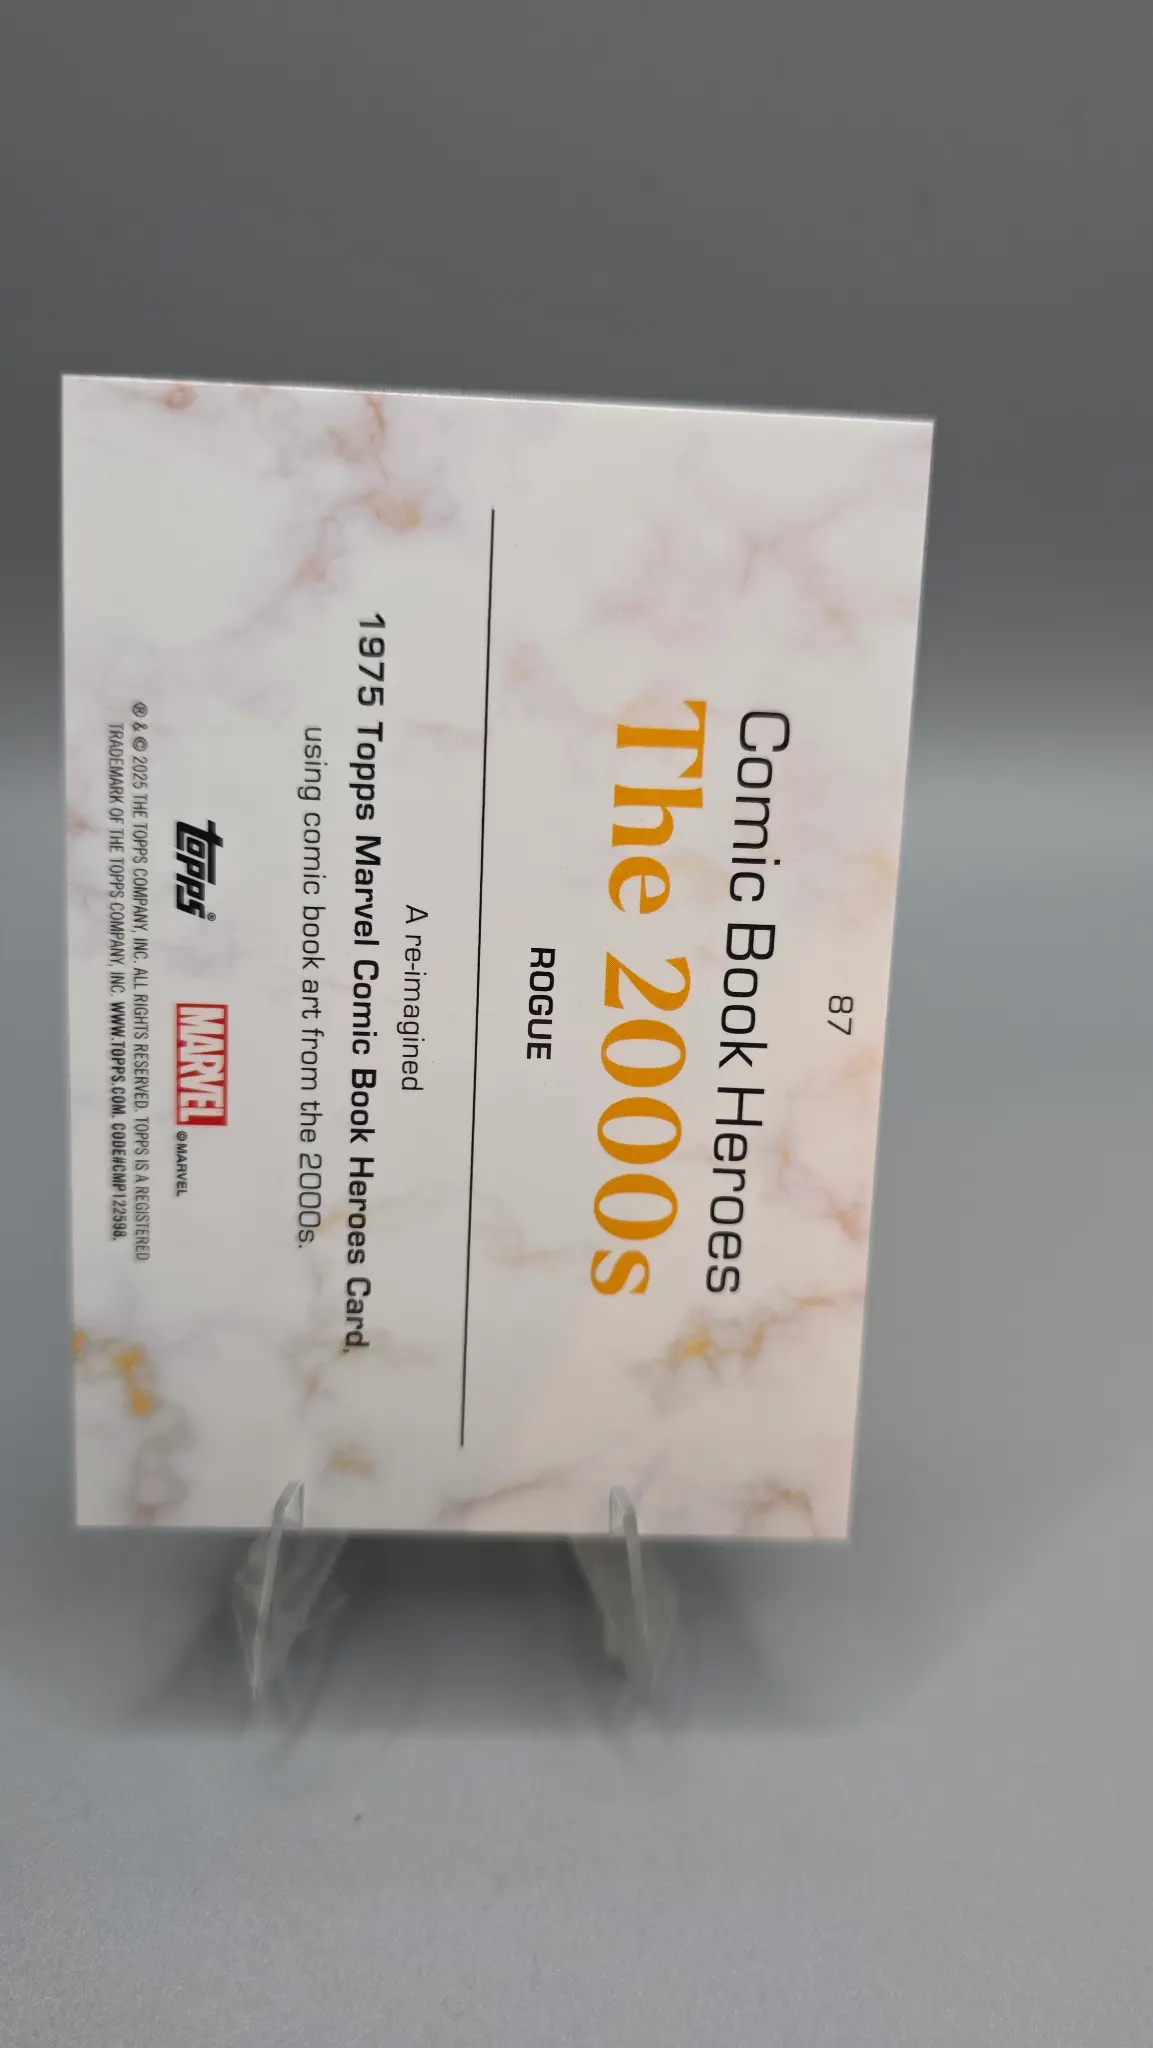 87
Comic Book Heroes
The 2000s
ROGUE
A re-imagined
1975 Topps Marvel Comic Book Heroes Card,
using comic book art from the 2000s.
topps® MARVEL ©MARVEL
® & © 2025 THE TOPPS COMPANY, INC. ALL RIGHTS RESERVED. TOPPS IS A REGISTERED
TRADEMARK OF THE TOPPS COMPANY, INC. WWW.TOPPS.COM. CODE#CMP122598.